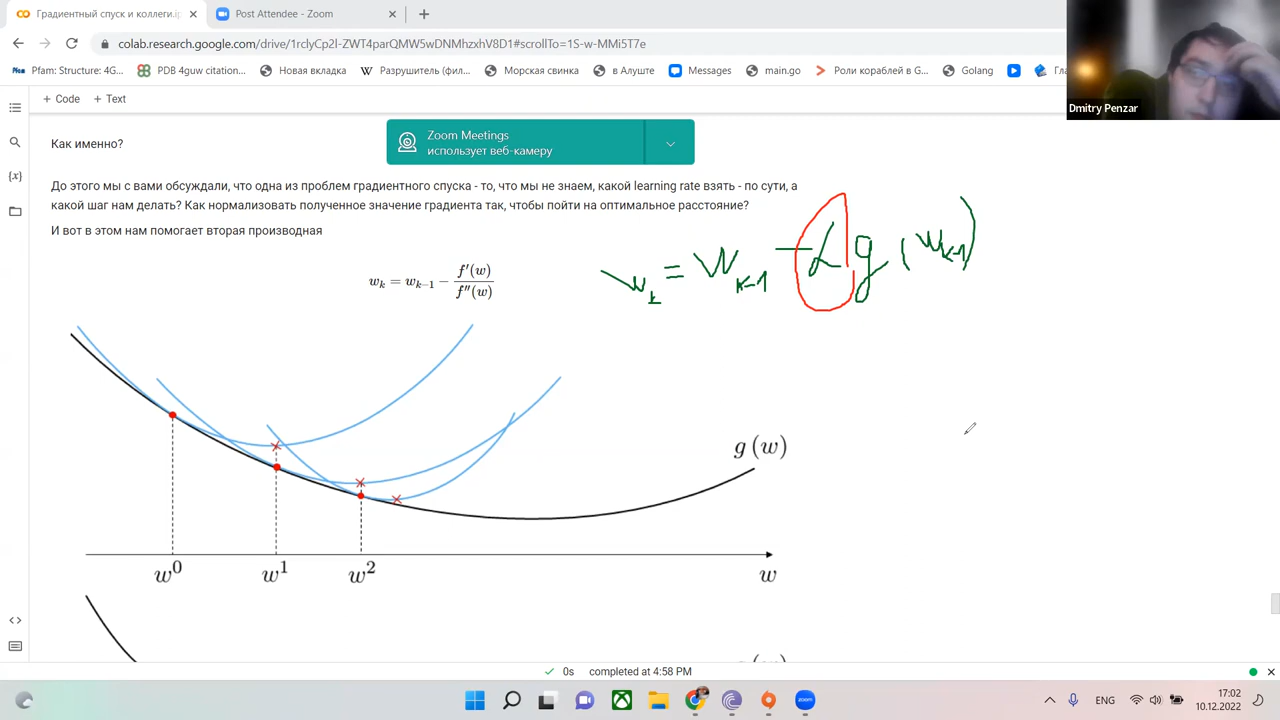 Градиентный спуск и коллеги.ip
Post Attendee - Zoom
colab.research.google.com/drive/1rclyCp2l-ZWT4parQMW5wDNMhzxhV8D1#scrollTo=1S-w-MMi5T7e
Pfam: Structure: 4G...
PDB 4guw citation...
Новая вкладка
Разрушитель (фил...
Морская свинка
в Алуште
Messages
main.go
Роли кораблей в G...
Golang
Гла
Dmitry Penzar
+ Code + Text
Как именно?
Zoom Meetings
использует веб-камеру
До этого мы с вами обсуждали, что одна из проблем градиентного спуска - то, что мы не знаем, какой learning rate взять - по сути, а
какой шаг нам делать? Как нормализовать полученное значение градиента так, чтобы пойти на оптимальное расстояние?
И вот в этом нам помогает вторая производная
w_k = w_{k-1} - f'(w) / f''(w)
w_k = w_{k-1} - α g (w_{k-1})
g (w)
w^0 w^1 w^2 w
0s completed at 4:58 PM
ENG
17:02
10.12.2022